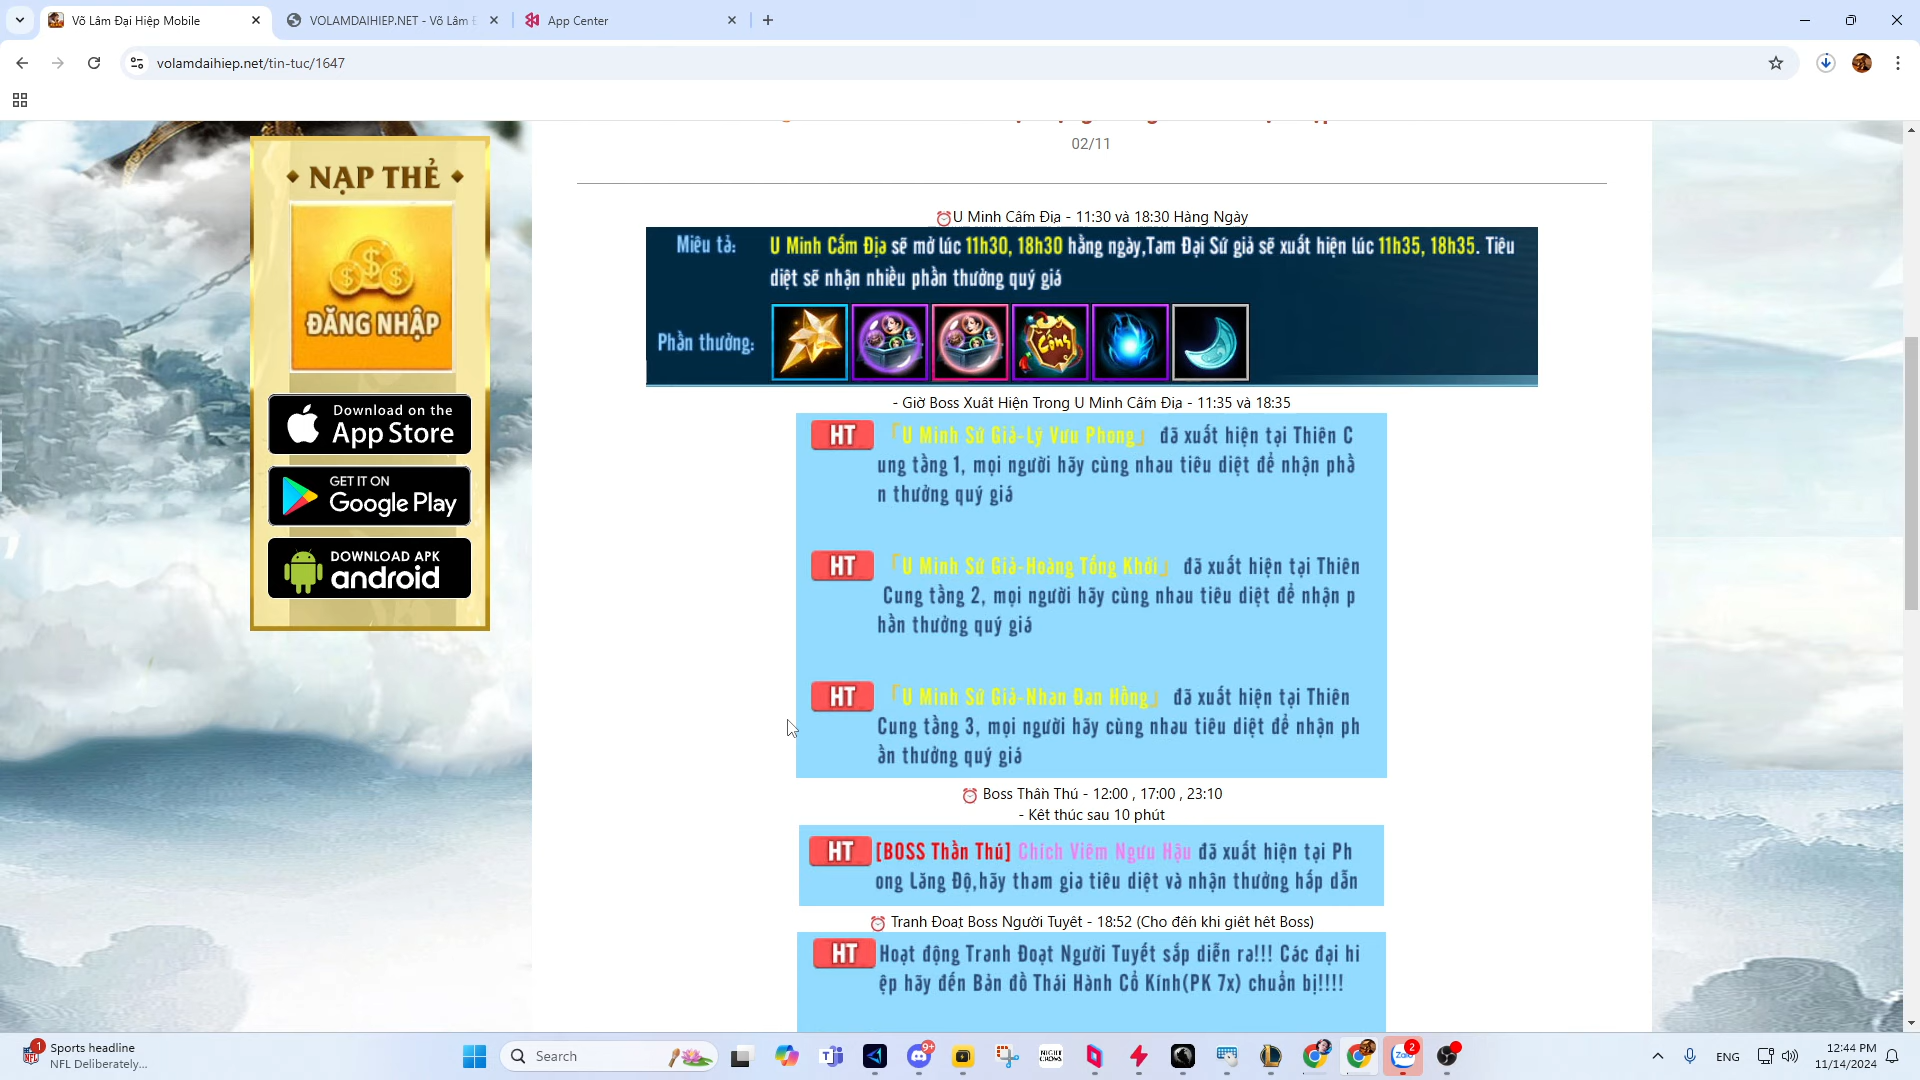 Võ Lâm Đại Hiệp Mobile
VOLAMDAIHIEP.NET - Võ Lâm
App Center
volamdaihiep.net/tin-tuc/1647
02/11
NẠP THẺ
ĐĂNG NHẬP
Download on the
App Store
GET IT ON
Google Play
DOWNLOAD APK
android
U Minh Cấm Địa - 11:30 và 18:30 Hàng Ngày
Miêu tả: U Minh Cấm Địa sẽ mở lúc 11h30, 18h30 hằng ngày,Tam Đại Sứ giả sẽ xuất hiện lúc 11h35, 18h35. Tiêu
diệt sẽ nhận nhiều phần thưởng quý giá
Phần thưởng:
Công
- Giờ Boss Xuất Hiện Trong U Minh Cấm Địa - 11:35 và 18:35
HT 「U Minh Sứ Giả-Lý Vưu Phong」 đã xuất hiện tại Thiên C
ung tầng 1, mọi người hãy cùng nhau tiêu diệt để nhận phầ
n thưởng quý giá
HT 「U Minh Sứ Giả-Hoàng Tống Khởi」 đã xuất hiện tại Thiên
Cung tầng 2, mọi người hãy cùng nhau tiêu diệt để nhận p
hần thưởng quý giá
HT 「U Minh Sứ Giả-Nhan Đan Hồng」 đã xuất hiện tại Thiên
Cung tầng 3, mọi người hãy cùng nhau tiêu diệt để nhận ph
ần thưởng quý giá
Boss Thần Thú - 12:00 , 17:00 , 23:10
- Kết thúc sau 10 phút
HT [BOSS Thần Thú] Chích Viêm Ngưu Hậu đã xuất hiện tại Ph
ong Lăng Độ,hãy tham gia tiêu diệt và nhận thưởng hấp dẫn
Tranh Đoạt Boss Người Tuyết - 18:52 (Cho đến khi giết hết Boss)
HT Hoạt động Tranh Đoạt Người Tuyết sắp diễn ra!!! Các đại hi
ệp hãy đến Bản đồ Thái Hành Cổ Kính(PK 7x) chuẩn bị!!!!
1
Sports headline
NFL Deliberately...
Search
9+
NIGHT CROWS
Zalo
2
ENG
12:44 PM
11/14/2024